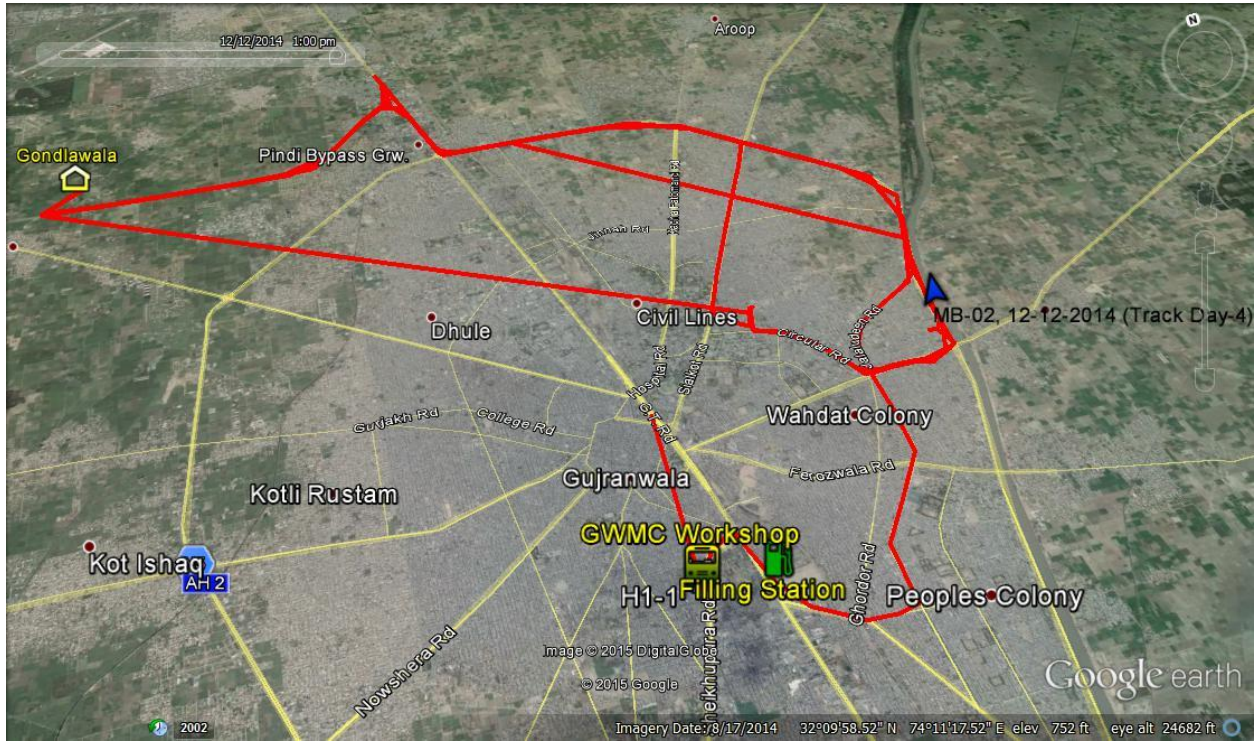 Aroop
12/12/2014 1:00 pm
N
Gondlawala
Pindi Bypass Grw.
Jinnah Rd
Civil Lines
Dhule
MB-02, 12-12-2014 (Track Day-4)
Circular Rd
Hospital Rd
Sialkot Rd
G.T. Rd
Wahdat Colony
Gurjakh Rd
College Rd
Ferozwala Rd
Gujranwala
Kotli Rustam
GWMC Workshop
Kot Ishaq
AH 2
H1-1
Filling Station
Ghordor Rd
Peoples Colony
Nowshera Rd
heikhupura Rd
Image © 2015 DigitalGlobe
© 2015 Google
Google earth
2002
Imagery Date: 8/17/2014 32°09'58.52" N 74°11'17.52" E elev 752 ft eye alt 24682 ft